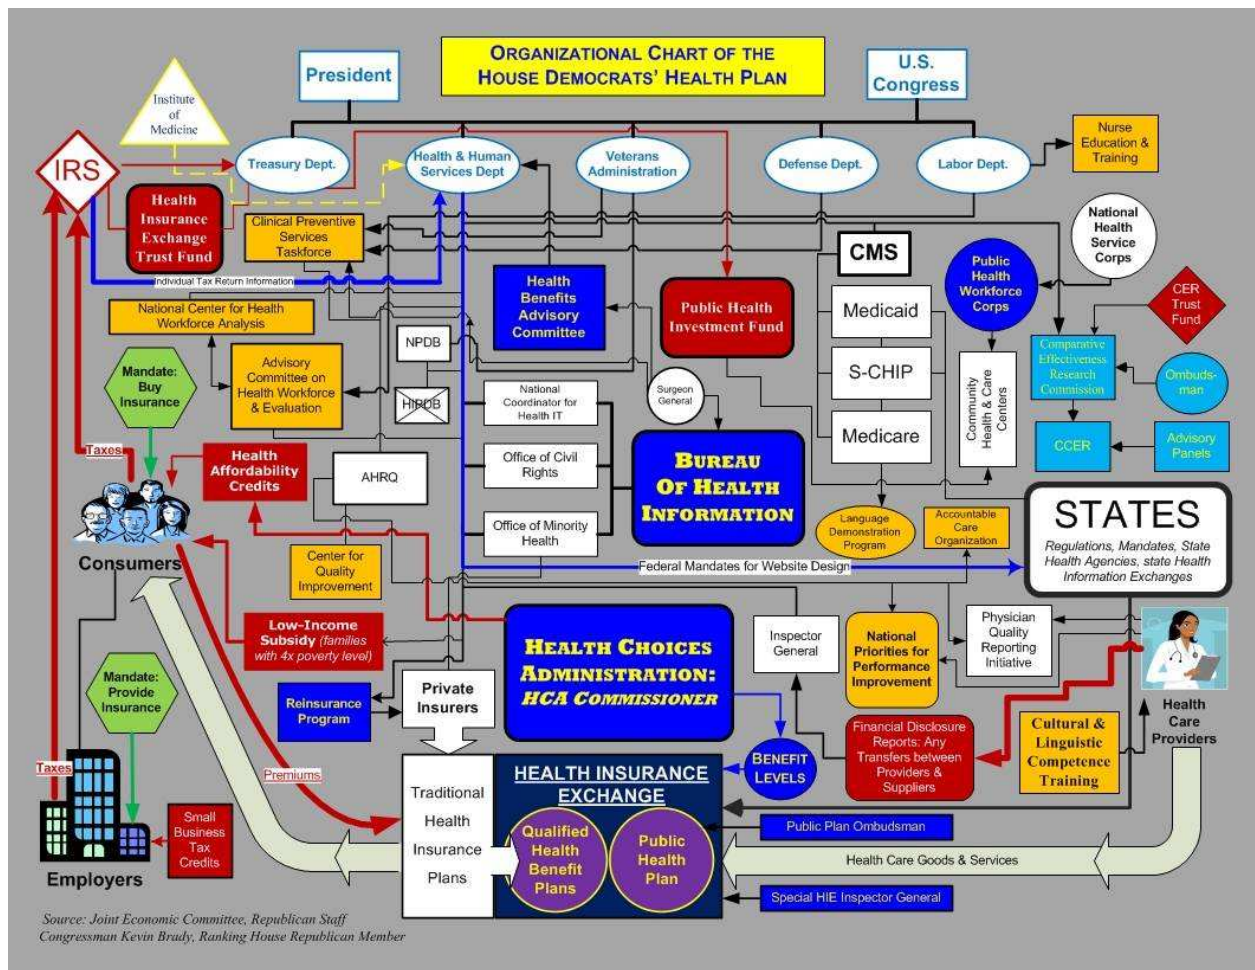 ORGANIZATIONAL CHART OF THE
HOUSE DEMOCRATS' HEALTH PLAN
President
U.S.
Congress
Institute
of
Medicine
IRS
Treasury Dept.
Health & Human
Services Dept
Veterans
Administration
Defense Dept.
Labor Dept.
Nurse
Education &
Training
Health
Insurance
Exchange
Trust Fund
Clinical Preventive
Services
Taskforce
CMS
National
Health
Service
Corps
Individual Tax Return Information
Health
Benefits
Advisory
Committee
Public Health
Investment Fund
Public
Health
Workforce
Corps
CER
Trust
Fund
National Center for Health
Workforce Analysis
Medicaid
S-CHIP
Medicare
NPDB
HIPDB
Comparative
Effectiveness
Research
Commission
Ombuds-
man
Mandate:
Buy
Insurance
Advisory
Committee on
Health Workforce
& Evaluation
National
Coordinator for
Health IT
Surgeon
General
Community
Health & Care
Centers
CCER
Advisory
Panels
Taxes
Health
Affordability
Credits
AHRQ
Office of Civil
Rights
BUREAU
OF HEALTH
INFORMATION
Office of Minority
Health
Language
Demonstration
Program
Accountable
Care
Organization
STATES
Regulations, Mandates, State
Health Agencies, state Health
Information Exchanges
Consumers
Center for
Quality
Improvement
Federal Mandates for Website Design
Low-Income
Subsidy (families
with 4x poverty level)
HEALTH CHOICES
ADMINISTRATION:
HCA COMMISSIONER
Inspector
General
National
Priorities for
Performance
Improvement
Physician
Quality
Reporting
Initiative
Mandate:
Provide
Insurance
Reinsurance
Program
Private
Insurers
Health
Care
Providers
Financial Disclosure
Reports: Any
Transfers between
Providers &
Suppliers
Cultural &
Linguistic
Competence
Training
BENEFIT
LEVELS
Taxes
Premiums
HEALTH INSURANCE
EXCHANGE
Traditional
Health
Insurance
Plans
Qualified
Health
Benefit
Plans
Public
Health
Plan
Public Plan Ombudsman
Small
Business
Tax
Credits
Health Care Goods & Services
Employers
Special HIE Inspector General
Source: Joint Economic Committee, Republican Staff
Congressman Kevin Brady, Ranking House Republican Member